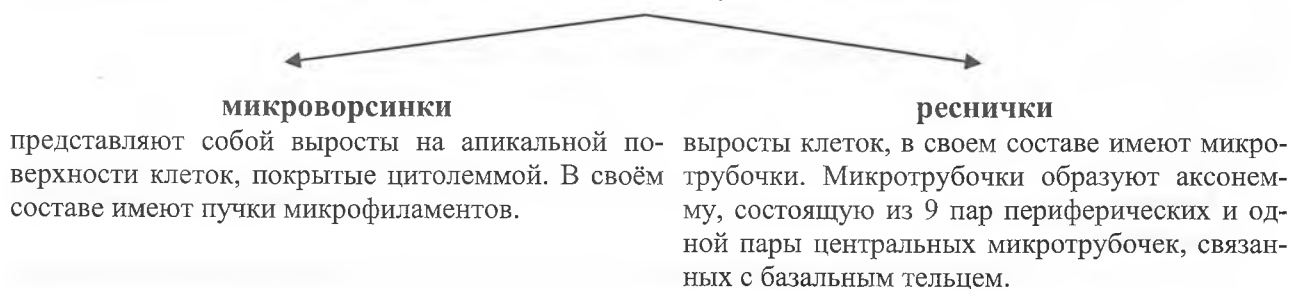 микроворсинки
представляют собой выросты на апикальной по-
верхности клеток, покрытые цитолеммой. В своём
составе имеют пучки микрофиламентов.
реснички
выросты клеток, в своем составе имеют микро-
трубочки. Микротрубочки образуют аксонем-
му, состоящую из 9 пар периферических и од-
ной пары центральных микротрубочек, связан-
ных с базальным тельцем.